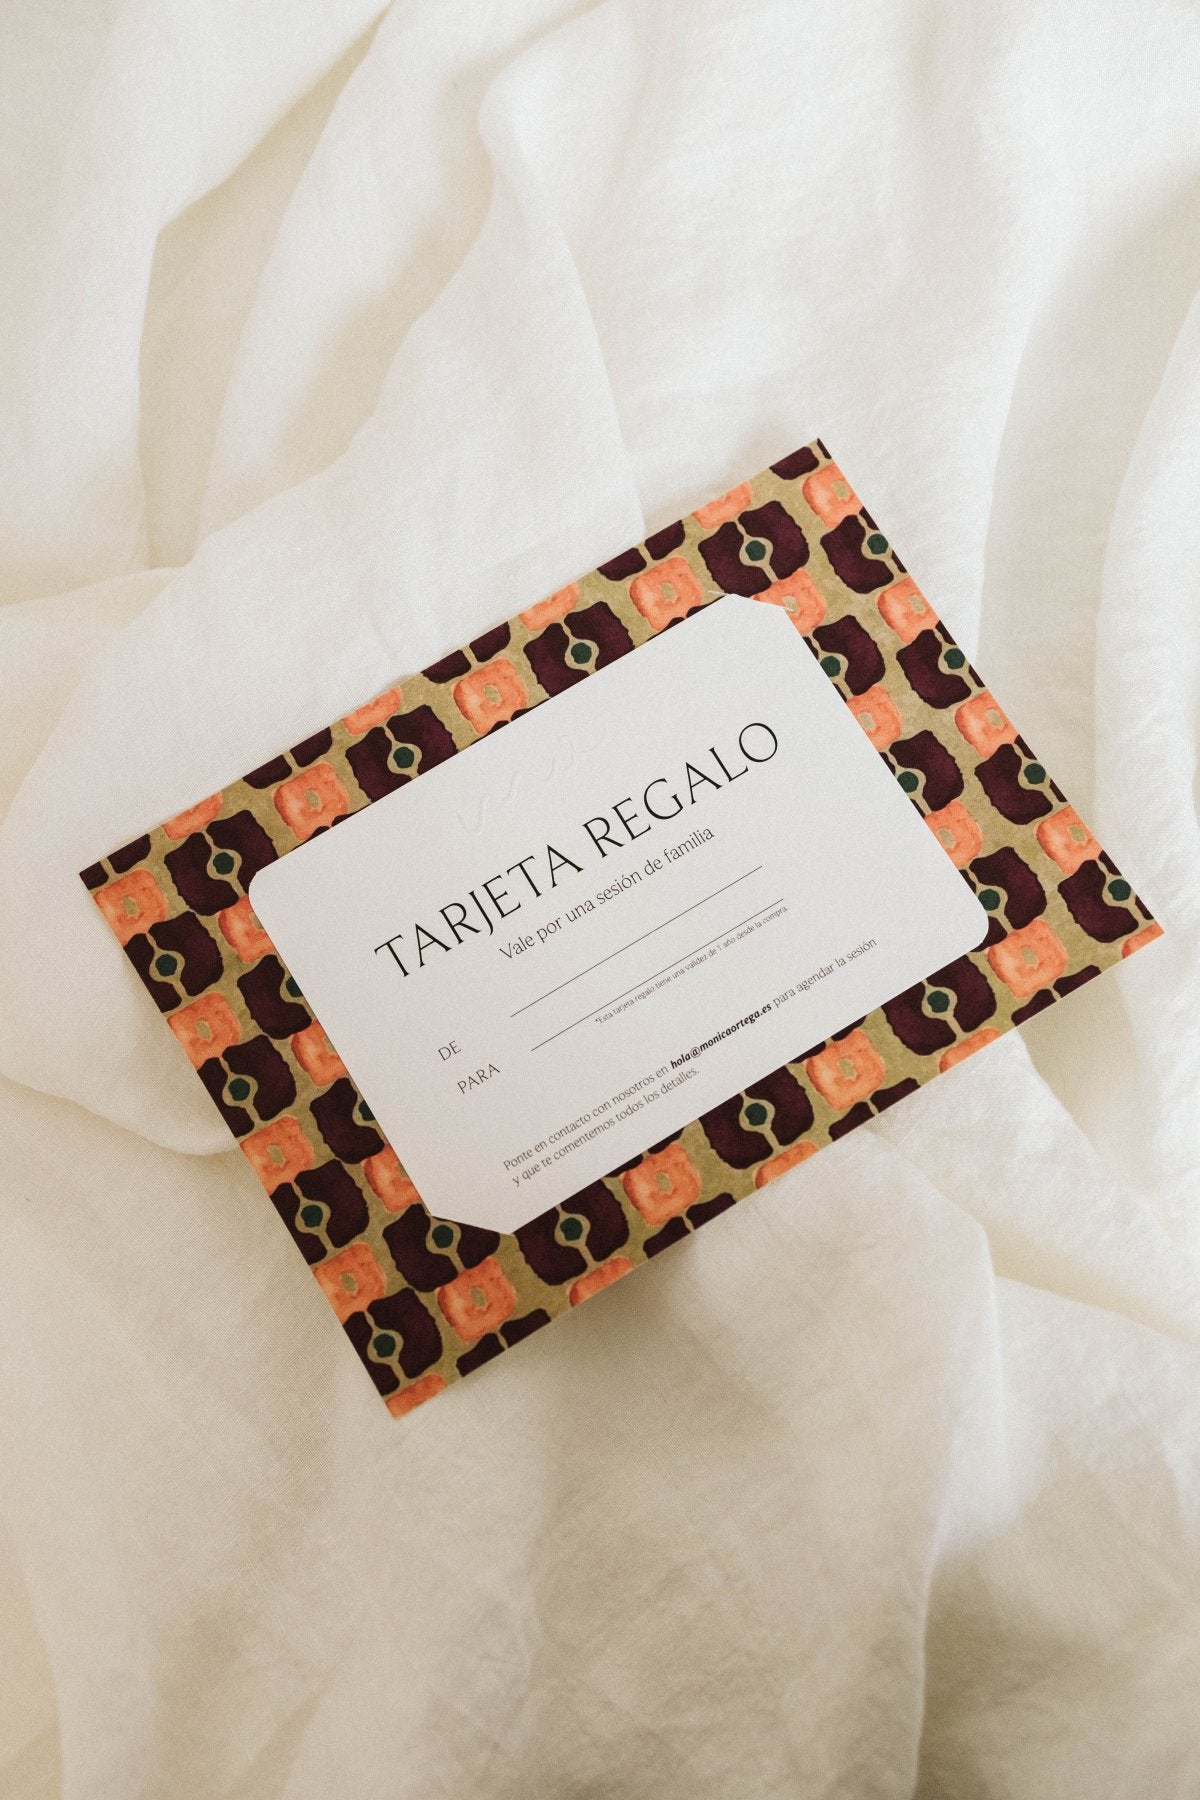 TARJETA REGALO
Vale por una sesión de familia
DE
PARA
*Esta tarjeta regalo tiene una validez de 1 año desde la compra.
Ponte en contacto con nosotros en hola@monicaortega.es para agendar la sesión
y que te comentemos todos los detalles.